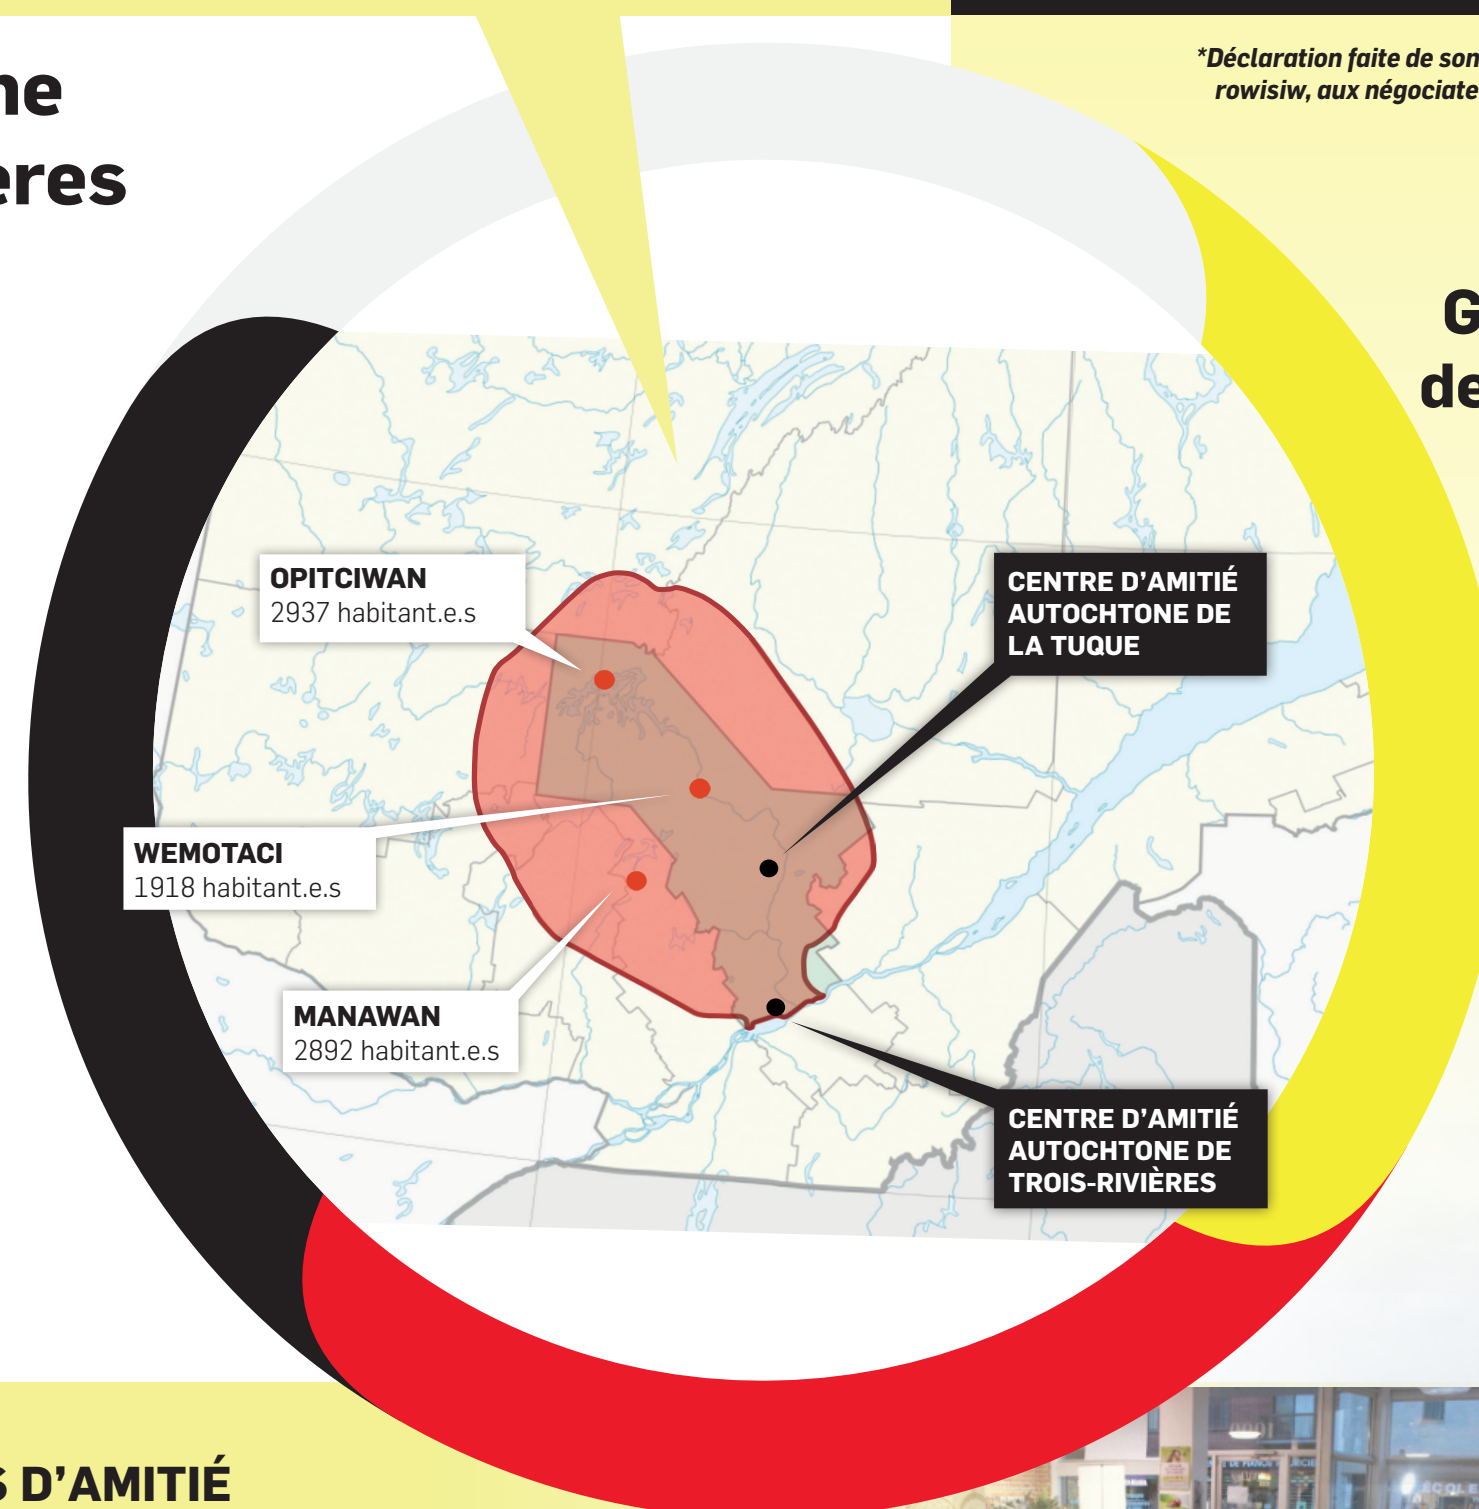 *Déclaration faite de son
rowisiw, aux négociate
ne
ères
G
de
OPITCIWAN
2937 habitant.e.s
CENTRE D'AMITIÉ
AUTOCHTONE DE
LA TUQUE
WEMOTACI
1918 habitant.e.s
MANAWAN
2892 habitant.e.s
CENTRE D'AMITIÉ
AUTOCHTONE DE
TROIS-RIVIÈRES
S D'AMITIÉ